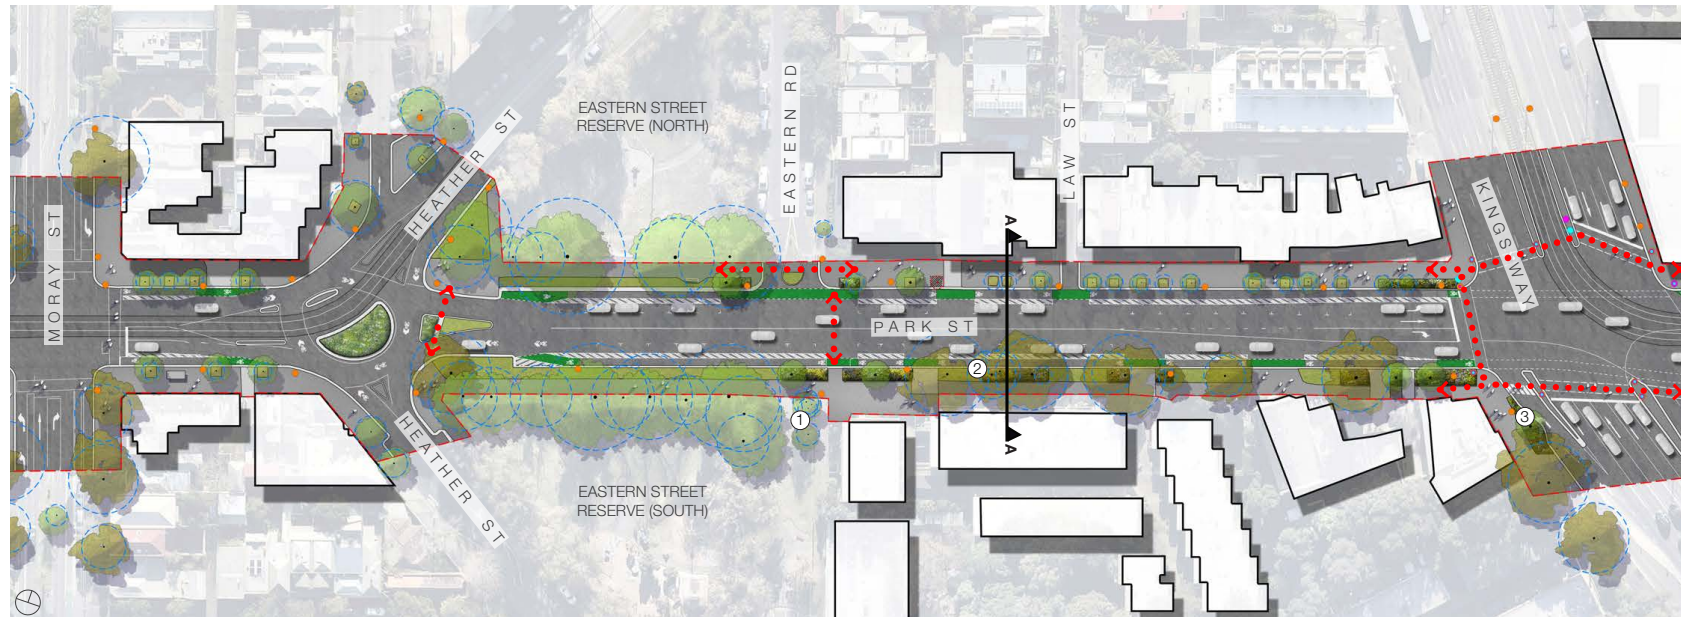 EASTERN STREET
RESERVE (NORTH)
HEATHER ST
EASTERN RD
LAW ST
KINGSWAY
MORAY ST
A
PARK ST
2
1
3
A
HEATHER ST
EASTERN STREET
RESERVE (SOUTH)